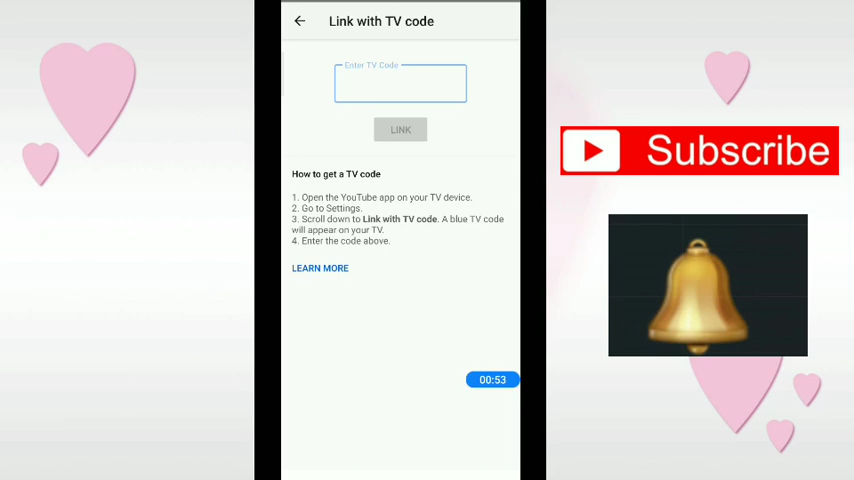 Link with TV code
Enter TV Code
LINK
How to get a TV code
1. Open the YouTube app on your TV device.
2. Go to Settings.
3. Scroll down to Link with TV code. A blue TV code
will appear on your TV.
4. Enter the code above.
LEARN MORE
00:53
Subscribe